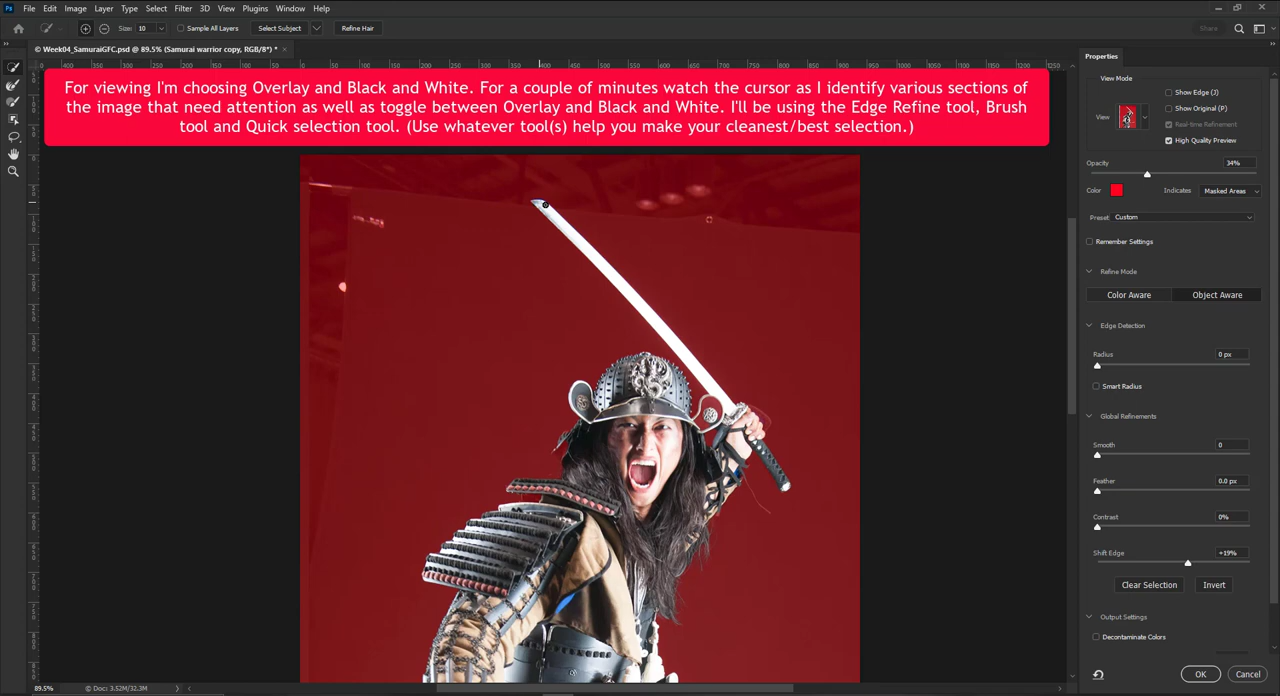 Ps File Edit Image Layer Type Select Filter 3D View Plugins Window Help
Size: 10 Sample All Layers Select Subject Refine Hair Share
© Week04_SamuraiGFC.psd @ 89.5% (Samurai warrior copy, RGB/8*) *
Properties
For viewing I'm choosing Overlay and Black and White. For a couple of minutes watch the cursor as I identify various sections of
the image that need attention as well as toggle between Overlay and Black and White. I'll be using the Edge Refine tool, Brush
tool and Quick selection tool. (Use whatever tool(s) help you make your cleanest/best selection.)
View Mode
Show Edge (J)
Show Original (P)
View
Real-time Refinement
High Quality Preview
Opacity 34%
Color Indicates Masked Areas
Preset: Custom
Remember Settings
Refine Mode
Color Aware Object Aware
Edge Detection
Radius 0 px
Smart Radius
Global Refinements
Smooth 0
Feather 0.0 px
Contrast 0%
Shift Edge +19%
Clear Selection Invert
Output Settings
Decontaminate Colors
OK Cancel
89.5% © Doc: 3.52M/32.3M